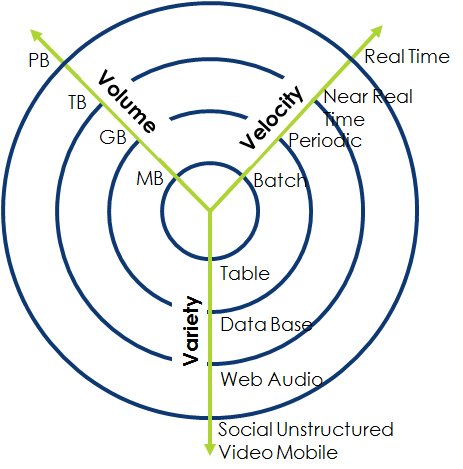 PB
TB
GB
MB
Volume
Velocity
Real Time
Near Real
Time
Periodic
Batch
Variety
Table
Data Base
Web Audio
Social Unstructured
Video Mobile